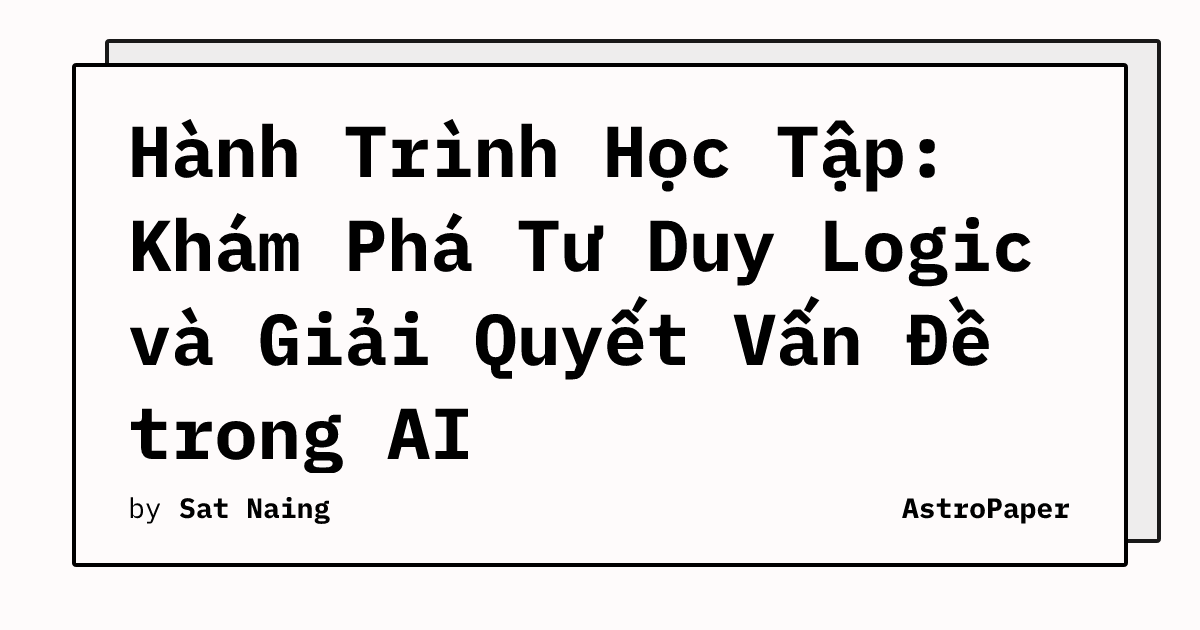 Hành Trình Học Tập:
Khám Phá Tư Duy Logic
và Giải Quyết Vấn Đề
trong AI
by Sat Naing
AstroPaper